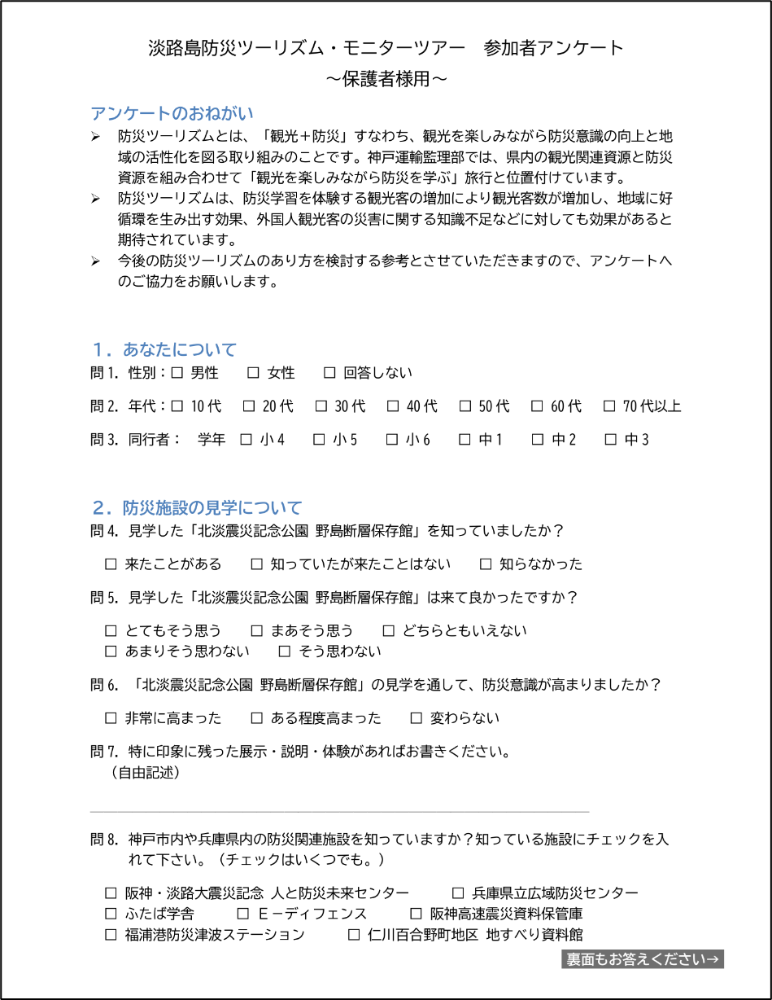 淡路島防災ツーリズム・モニターツアー　参加者アンケート
～保護者様用～
アンケートのおねがい
➢ 防災ツーリズムとは、「観光＋防災」すなわち、観光を楽しみながら防災意識の向上と地
域の活性化を図る取り組みのことです。神戸運輸監理部では、県内の観光関連資源と防災
資源を組み合わせて「観光を楽しみながら防災を学ぶ」旅行と位置付けています。
➢ 防災ツーリズムは、防災学習を体験する観光客の増加により観光客数が増加し、地域に好
循環を生み出す効果、外国人観光客の災害に関する知識不足などに対しても効果があると
期待されています。
➢ 今後の防災ツーリズムのあり方を検討する参考とさせていただきますので、アンケートへ
のご協力をお願いします。
１．あなたについて
問 1. 性別：□ 男性　□ 女性　□ 回答しない
問 2. 年代：□ 10 代　□ 20 代　□ 30 代　□ 40 代　□ 50 代　□ 60 代　□ 70 代以上
問 3. 同行者：　学年　□ 小 4　□ 小 5　□ 小 6　□ 中 1　□ 中 2　□ 中 3
２．防災施設の見学について
問 4. 見学した「北淡震災記念公園 野島断層保存館」を知っていましたか？
□ 来たことがある　□ 知っていたが来たことはない　□ 知らなかった
問 5. 見学した「北淡震災記念公園 野島断層保存館」は来て良かったですか？
□ とてもそう思う　□ まあそう思う　□ どちらともいえない
□ あまりそう思わない　□ そう思わない
問 6. 「北淡震災記念公園 野島断層保存館」の見学を通して、防災意識が高まりましたか？
□ 非常に高まった　□ ある程度高まった　□ 変わらない
問 7. 特に印象に残った展示・説明・体験があればお書きください。
（自由記述）
問 8. 神戸市内や兵庫県内の防災関連施設を知っていますか？知っている施設にチェックを入
れて下さい。（チェックはいくつでも。）
□ 阪神・淡路大震災記念 人と防災未来センター　□ 兵庫県立広域防災センター
□ ふたば学舎　□ Ｅ－ディフェンス　□ 阪神高速震災資料保管庫
□ 福浦港防災津波ステーション　□ 仁川百合野町地区 地すべり資料館
裏面もお答えください→